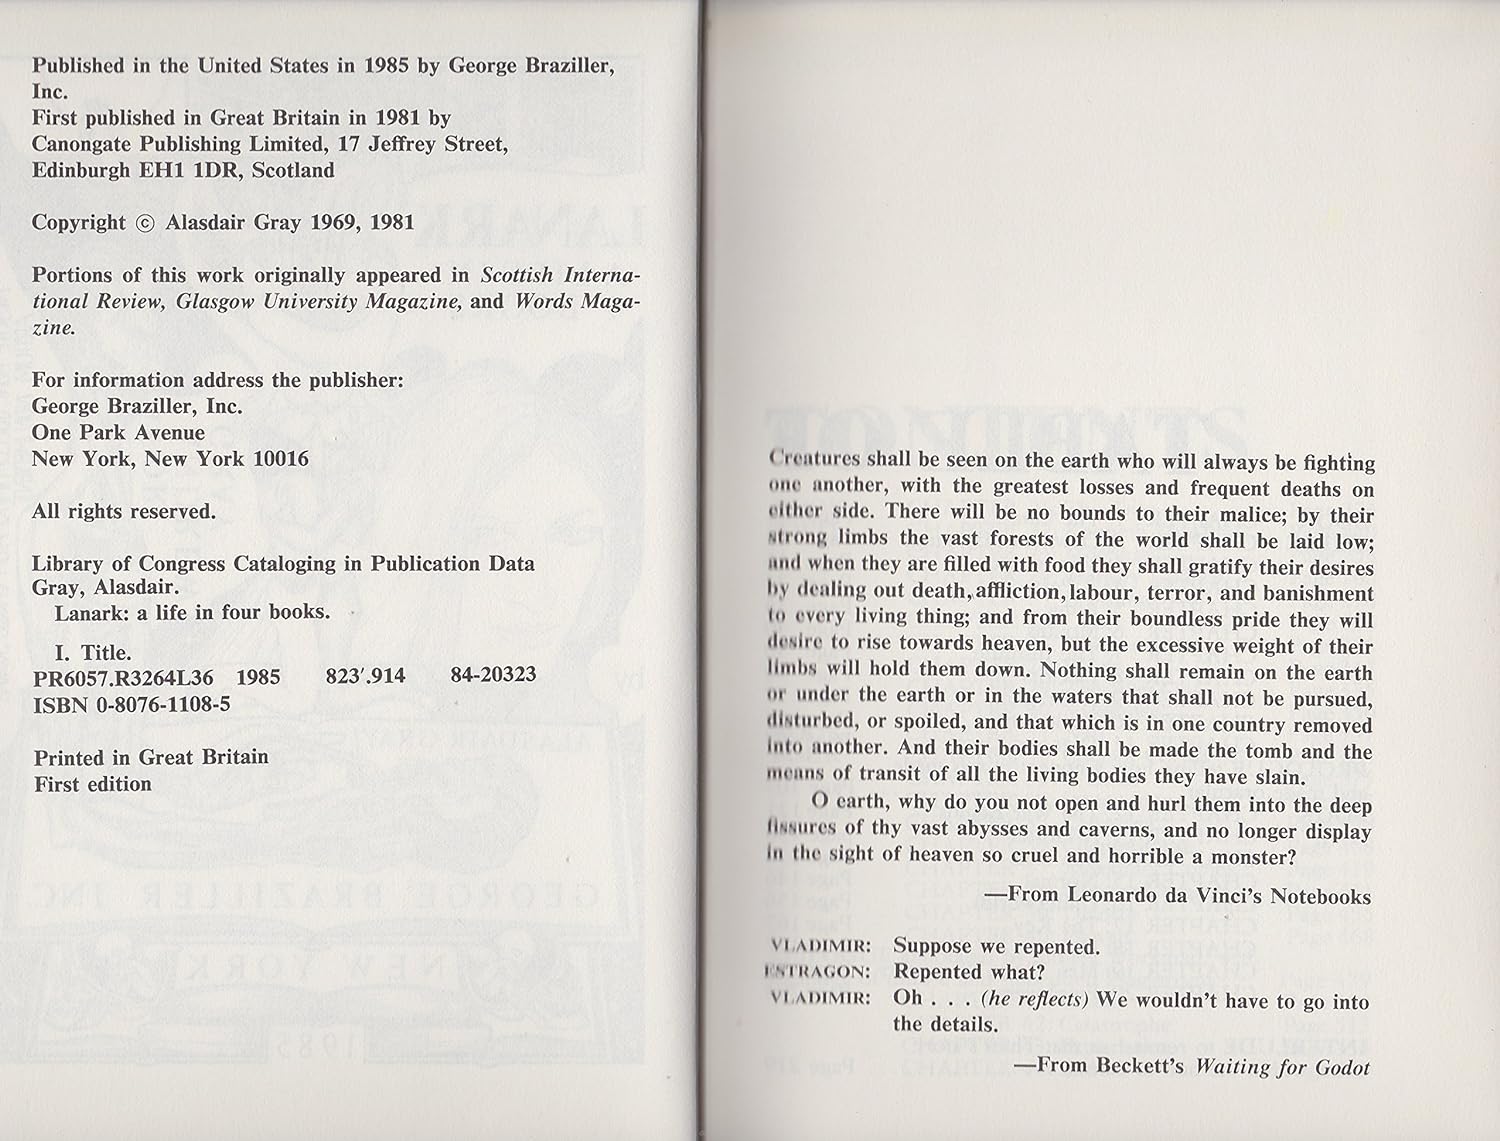 Published in the United States in 1985 by George Braziller,
Inc.
First published in Great Britain in 1981 by
Canongate Publishing Limited, 17 Jeffrey Street,
Edinburgh EH1 1DR, Scotland
Copyright © Alasdair Gray 1969, 1981
Portions of this work originally appeared in Scottish Interna-
tional Review, Glasgow University Magazine, and Words Maga-
zine.
For information address the publisher:
George Braziller, Inc.
One Park Avenue
New York, New York 10016
All rights reserved.
Library of Congress Cataloging in Publication Data
Gray, Alasdair.
Lanark: a life in four books.
I. Title.
PR6057.R3264L36 1985 823′.914 84-20323
ISBN 0-8076-1108-5
Printed in Great Britain
First edition
Creatures shall be seen on the earth who will always be fighting
one another, with the greatest losses and frequent deaths on
either side. There will be no bounds to their malice; by their
strong limbs the vast forests of the world shall be laid low;
and when they are filled with food they shall gratify their desires
by dealing out death, affliction, labour, terror, and banishment
to every living thing; and from their boundless pride they will
desire to rise towards heaven, but the excessive weight of their
limbs will hold them down. Nothing shall remain on the earth
or under the earth or in the waters that shall not be pursued,
disturbed, or spoiled, and that which is in one country removed
into another. And their bodies shall be made the tomb and the
means of transit of all the living bodies they have slain.
O earth, why do you not open and hurl them into the deep
fissures of thy vast abysses and caverns, and no longer display
in the sight of heaven so cruel and horrible a monster?
—From Leonardo da Vinci's Notebooks
VLADIMIR: Suppose we repented.
ESTRAGON: Repented what?
VLADIMIR: Oh . . . (he reflects) We wouldn't have to go into
the details.
—From Beckett's Waiting for Godot